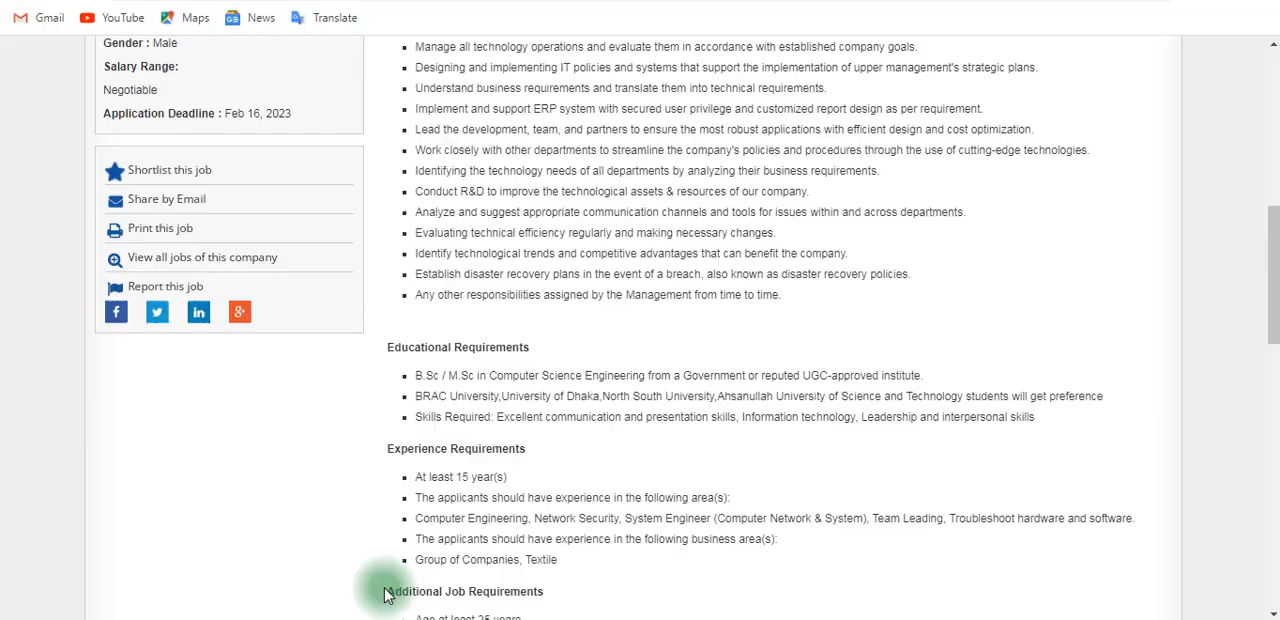 Gmail YouTube Maps News Translate
Gender : Male
Salary Range:
Negotiable
Application Deadline : Feb 16, 2023
Shortlist this job
Share by Email
Print this job
View all jobs of this company
Report this job
Manage all technology operations and evaluate them in accordance with established company goals.
Designing and implementing IT policies and systems that support the implementation of upper management's strategic plans.
Understand business requirements and translate them into technical requirements.
Implement and support ERP system with secured user privilege and customized report design as per requirement.
Lead the development, team, and partners to ensure the most robust applications with efficient design and cost optimization.
Work closely with other departments to streamline the company's policies and procedures through the use of cutting-edge technologies.
Identifying the technology needs of all departments by analyzing their business requirements.
Conduct R&D to improve the technological assets & resources of our company.
Analyze and suggest appropriate communication channels and tools for issues within and across departments.
Evaluating technical efficiency regularly and making necessary changes.
Identify technological trends and competitive advantages that can benefit the company.
Establish disaster recovery plans in the event of a breach, also known as disaster recovery policies.
Any other responsibilities assigned by the Management from time to time.
Educational Requirements
B.Sc / M.Sc in Computer Science Engineering from a Government or reputed UGC-approved institute.
BRAC University,University of Dhaka,North South University,Ahsanullah University of Science and Technology students will get preference
Skills Required: Excellent communication and presentation skills, Information technology, Leadership and interpersonal skills
Experience Requirements
At least 15 year(s)
The applicants should have experience in the following area(s):
Computer Engineering, Network Security, System Engineer (Computer Network & System), Team Leading, Troubleshoot hardware and software.
The applicants should have experience in the following business area(s):
Group of Companies, Textile
Additional Job Requirements
Age at least 35 years